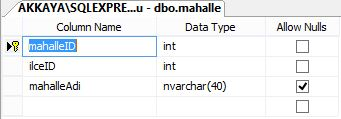 AKKAYA\SQLEXPRE...u - dbo.mahalle
Column Name Data Type Allow Nulls
mahalleID int
ilceID int
mahalleAdi nvarchar(40)